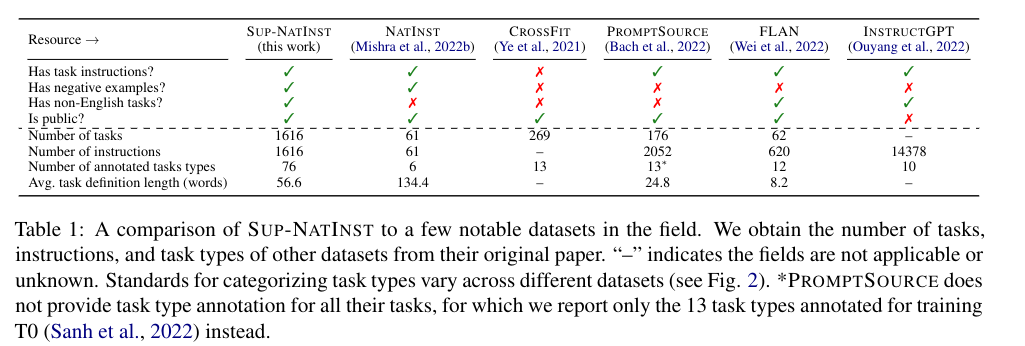 Resource → SUP-NATINST NATINST CROSSFIT PROMPTSOURCE FLAN INSTRUCTGPT
(this work) (Mishra et al., 2022b) (Ye et al., 2021) (Bach et al., 2022) (Wei et al., 2022) (Ouyang et al., 2022)
Has task instructions? ✓ ✓ ✗ ✓ ✓ ✓
Has negative examples? ✓ ✓ ✗ ✗ ✗ ✗
Has non-English tasks? ✓ ✗ ✗ ✗ ✓ ✓
Is public? ✓ ✓ ✓ ✓ ✓ ✗
Number of tasks 1616 61 269 176 62 –
Number of instructions 1616 61 – 2052 620 14378
Number of annotated tasks types 76 6 13 13* 12 10
Avg. task definition length (words) 56.6 134.4 – 24.8 8.2 –
Table 1: A comparison of SUP-NATINST to a few notable datasets in the field. We obtain the number of tasks,
instructions, and task types of other datasets from their original paper. “–” indicates the fields are not applicable or
unknown. Standards for categorizing task types vary across different datasets (see Fig. 2). *PROMPTSOURCE does
not provide task type annotation for all their tasks, for which we report only the 13 task types annotated for training
T0 (Sanh et al., 2022) instead.